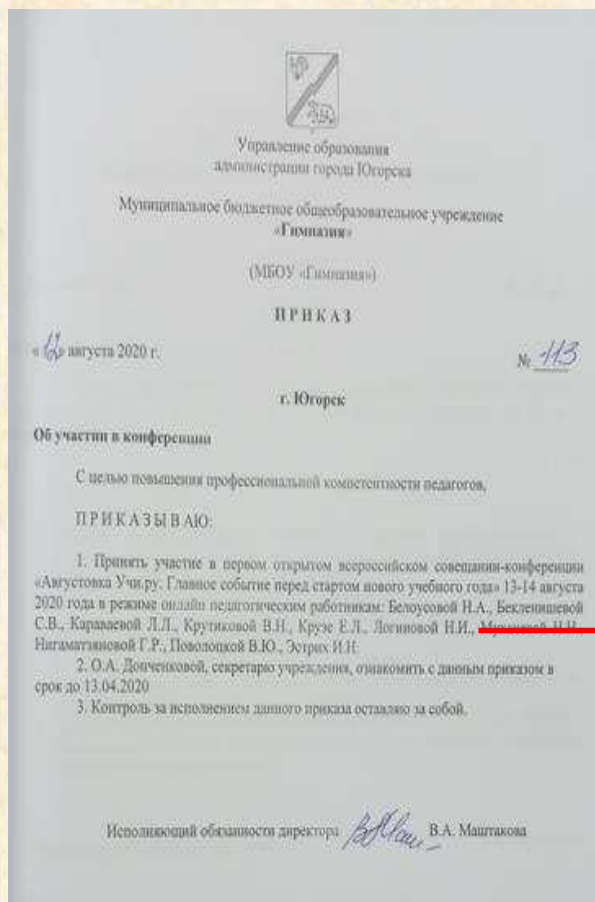 Управление образования
администрации города Югорска
Муниципальное бюджетное общеобразовательное учреждение
«Гимназия»
(МБОУ «Гимназия»)
ПРИКАЗ
«12» августа 2020 г.
№ 113
г. Югорск
Об участии в конференции
С целью повышения профессиональной компетентности педагогов,
ПРИКАЗЫВАЮ:
1. Принять участие в первом открытом всероссийском совещании-конференции
«Августовка Учи.ру. Главное событие перед стартом нового учебного года» 13-14 августа
2020 года в режиме онлайн педагогическим работникам: Белоусовой Н.А., Бекленищевой
С.В., Караваевой Л.Л., Крутиковой В.Н., Крузе Е.Л., Логиновой Н.И.,
Нигаматзяновой Г.Р., Поволоцкой В.Ю., Эстрих И.Н.
2. О.А. Донченковой, секретарю учреждения, ознакомить с данным приказом в
срок до 13.04.2020
3. Контроль за исполнением данного приказа оставляю за собой.
Исполняющий обязанности директора В.А. Маштакова